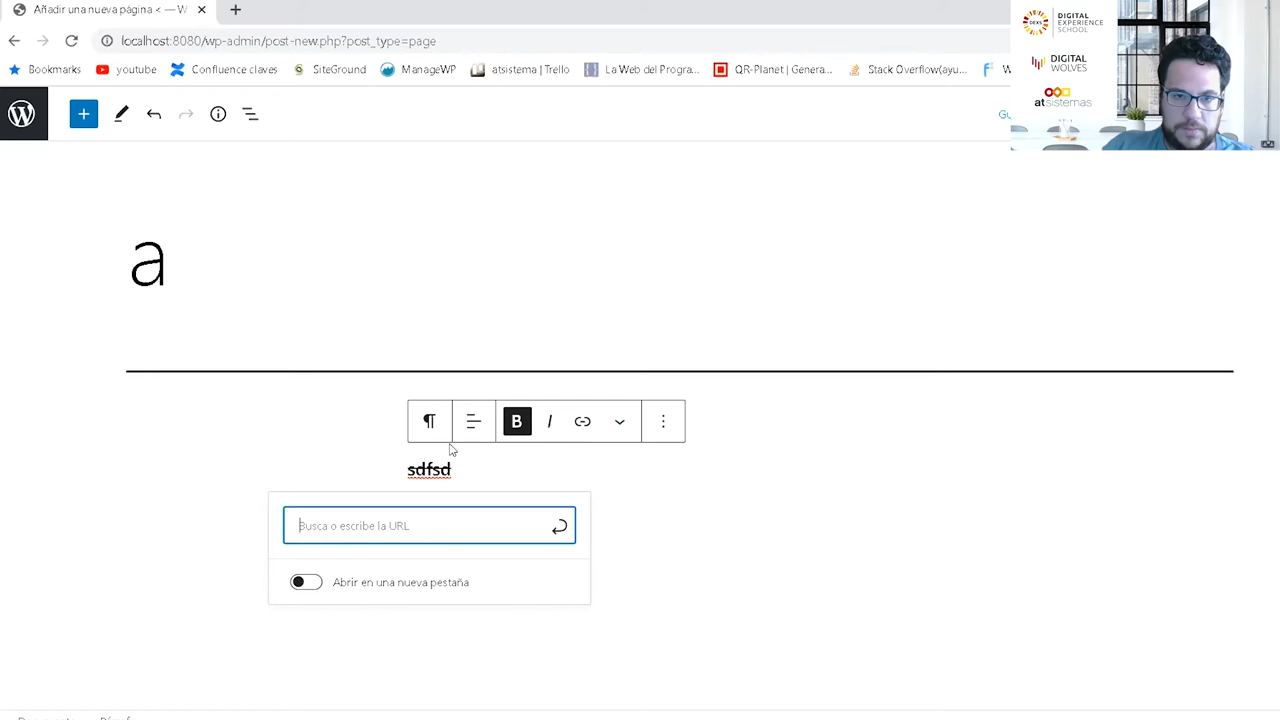 Añadir una nueva página < — W
localhost:8080/wp-admin/post-new.php?post_type=page
Bookmarks youtube Confluence claves SiteGround ManageWP atsistema | Trello La Web del Progra... QR-Planet | Genera... Stack Overflow(ayu... W
DEXS DIGITAL EXPERIENCE SCHOOL
DIGITAL WOLVES
atsistemas
a
B I
sdfsd
Busca o escribe la URL
Abrir en una nueva pestaña